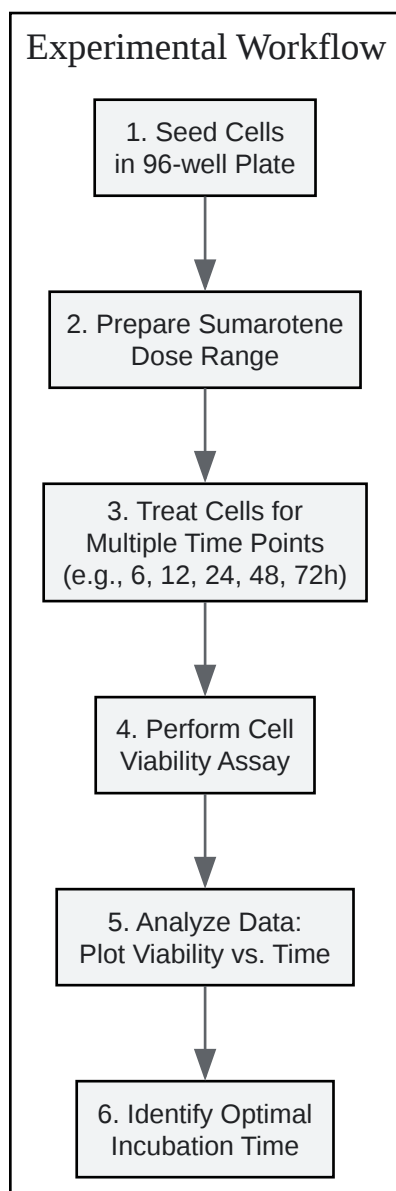 Experimental Workflow
1. Seed Cells
in 96-well Plate
2. Prepare Sumarotene
Dose Range
3. Treat Cells for
Multiple Time Points
(e.g., 6, 12, 24, 48, 72h)
4. Perform Cell
Viability Assay
5. Analyze Data:
Plot Viability vs. Time
6. Identify Optimal
Incubation Time